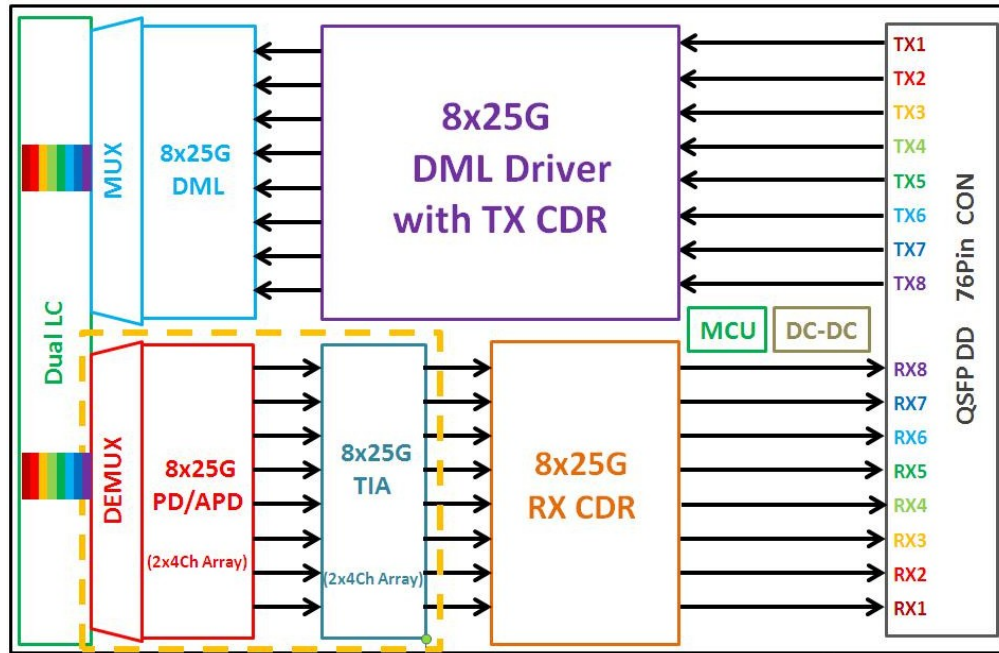 Dual LC
MUX
8x25G
DML
8x25G
DML Driver
with TX CDR
TX1
TX2
TX3
TX4
TX5
TX6
TX7
TX8
QSFP DD 76Pin CON
MCU
DC-DC
DEMUX
8x25G
PD/APD
(2x4Ch Array)
8x25G
TIA
(2x4Ch Array)
8x25G
RX CDR
RX8
RX7
RX6
RX5
RX4
RX3
RX2
RX1